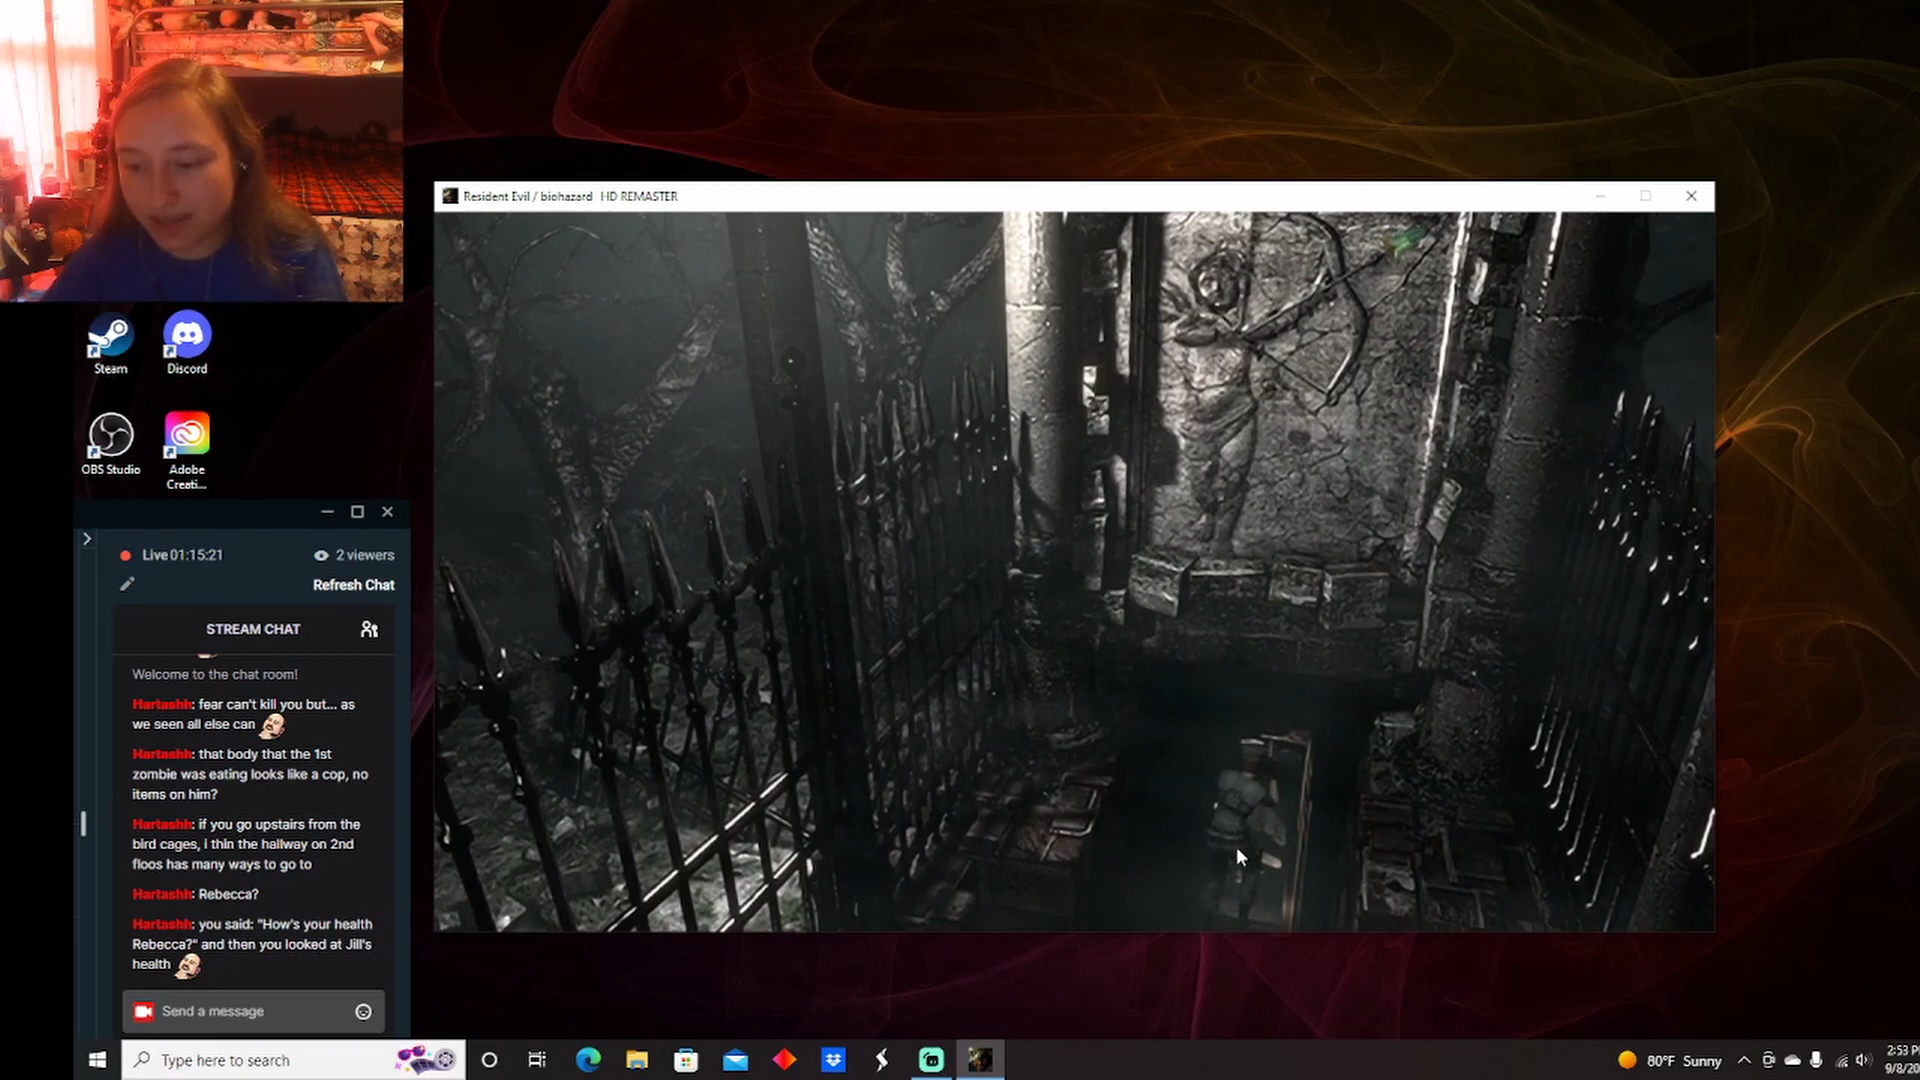 Resident Evil / biohazard HD REMASTER
Steam
Discord
OBS Studio
Adobe
Creati...
Live 01:15:21
2 viewers
Refresh Chat
STREAM CHAT
Welcome to the chat room!
Hartashh: fear can't kill you but... as
we seen all else can
Hartashh: that body that the 1st
zombie was eating looks like a cop, no
items on him?
Hartashh: if you go upstairs from the
bird cages, i thin the hallway on 2nd
floos has many ways to go to
Hartashh: Rebecca?
Hartashh: you said: "How's your health
Rebecca?" and then you looked at Jill's
health
Send a message
Type here to search
80°F Sunny
2:53 P
9/8/20